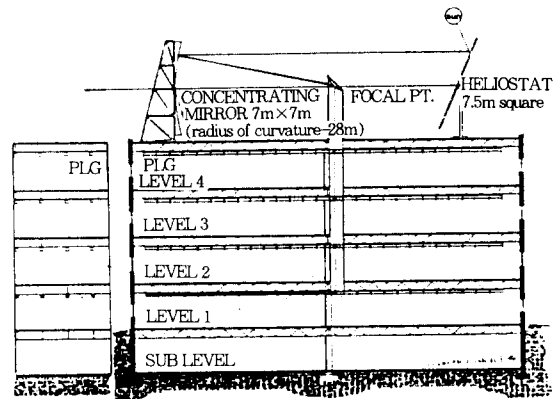 CONCENTRATING
MIRROR 7m×7m
(radius of curvature-28m)
FOCAL PT.
HELIOSTAT
7.5m square
PLG
PLG
LEVEL 4
LEVEL 3
LEVEL 2
LEVEL 1
SUB LEVEL